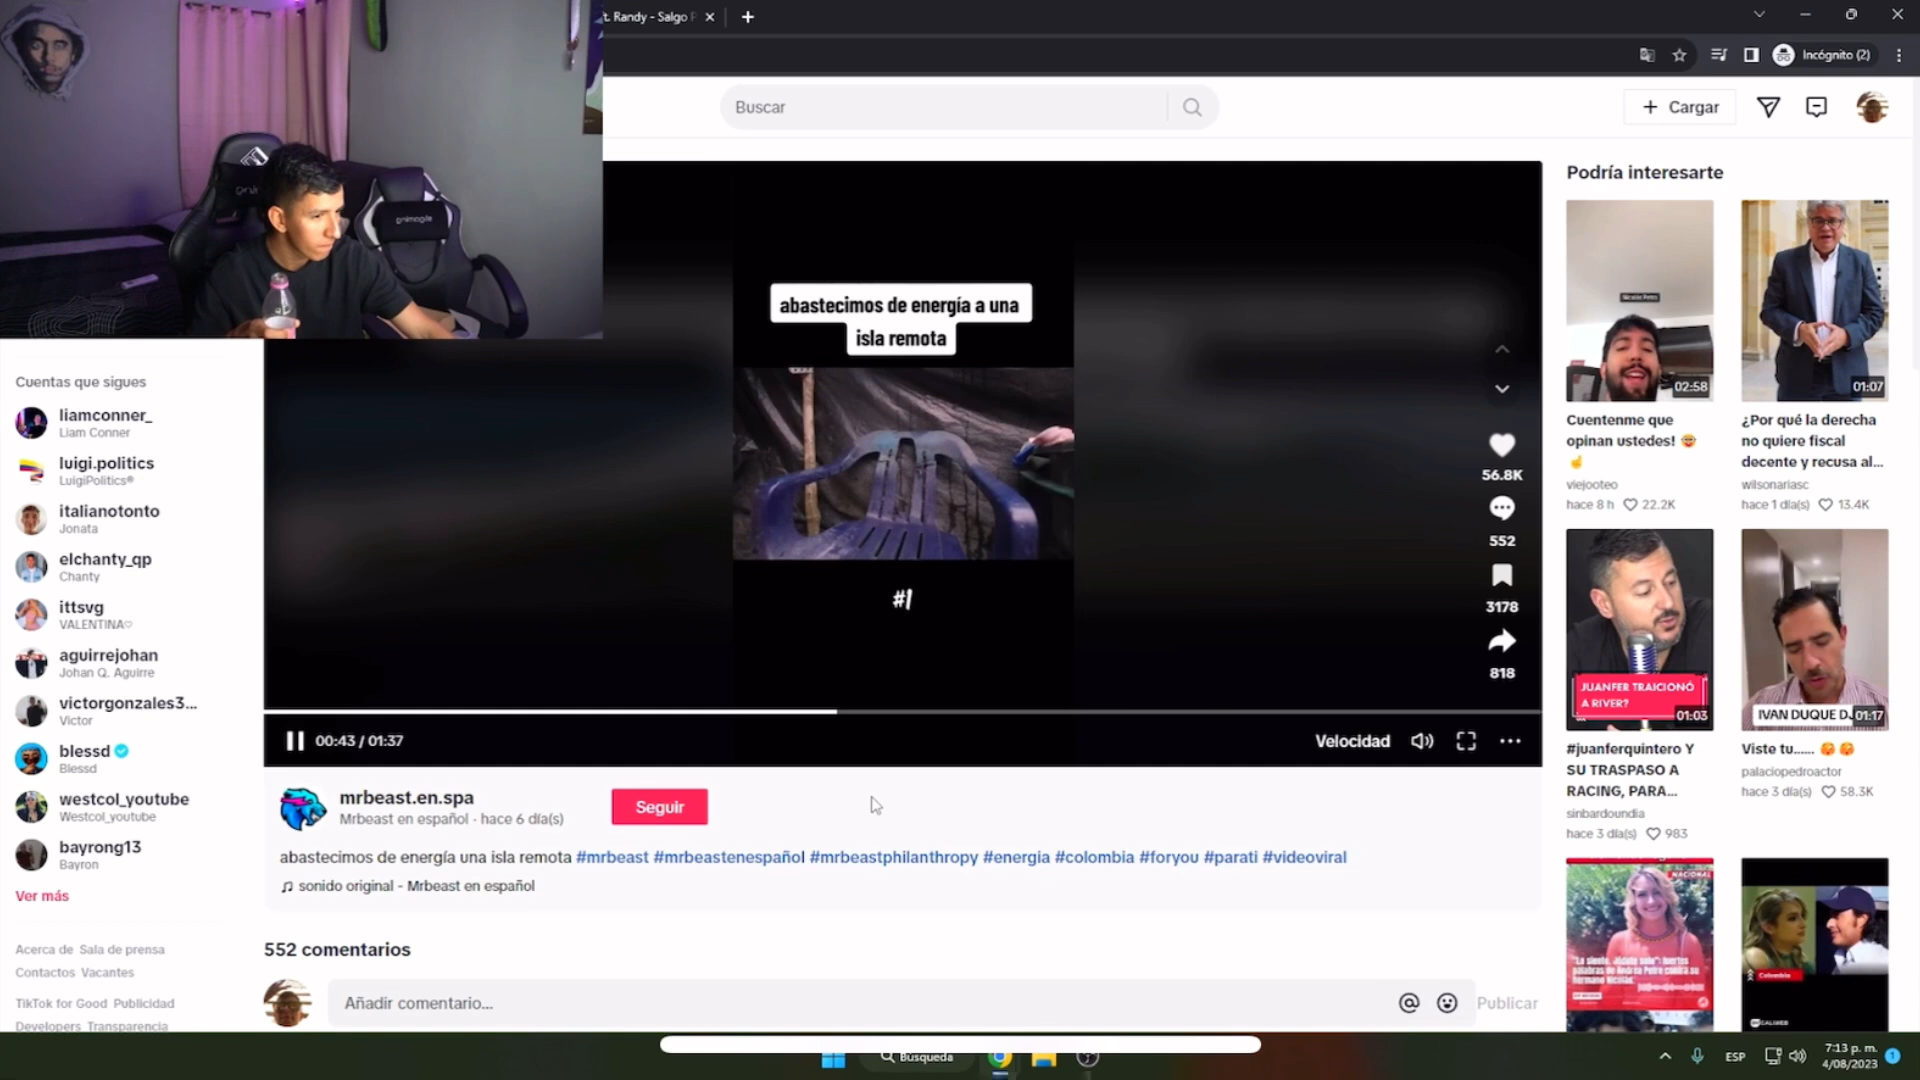 t. Randy - Salgo
Incógnito (2)
Buscar
Cargar
Podría interesarte
abastecimos de energía a una
isla remota
#1
56.8K
552
3178
818
00:43 / 01:37
Velocidad
Cuentas que sigues
liamconner_
Liam Conner
luigi.politics
LuigiPolitics®
italianotonto
Jonata
elchanty_qp
Chanty
ittsvg
VALENTINA♡
aguirrejohan
Johan Q. Aguirre
victorgonzales3...
Victor
blessd
Blessd
westcol_youtube
Westcol_youtube
bayrong13
Bayron
Ver más
Acerca de Sala de prensa
Contactos Vacantes
TikTok for Good Publicidad
Developers Transparencia
mrbeast.en.spa
Mrbeast en español · hace 6 día(s)
Seguir
abastecimos de energía una isla remota #mrbeast #mrbeastenespañol #mrbeastphilanthropy #energia #colombia #foryou #parati #videoviral
sonido original - Mrbeast en español
552 comentarios
Añadir comentario...
Publicar
02:58
Cuentenme que
opinan ustedes! 🤓
☝
viejooteo
hace 8 h 22.2K
01:07
¿Por qué la derecha
no quiere fiscal
decente y recusa al...
wilsonariasc
hace 1 día(s) 13.4K
JUANFER TRAICIONÓ
A RIVER?
01:03
#juanferquintero Y
SU TRASPASO A
RACING, PARA...
sinbardoundia
hace 3 día(s) 983
IVAN DUQUE DJ
01:17
Viste tu......
palaciopedroactor
hace 3 día(s) 58.3K
NACIONAL
Colombia
Búsqueda
ESP
7:13 p. m.
4/08/2023
1